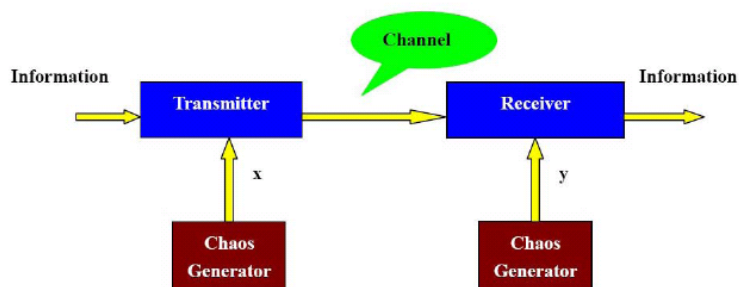 Channel
Information
Information
Transmitter
Receiver
x
y
Chaos
Generator
Chaos
Generator